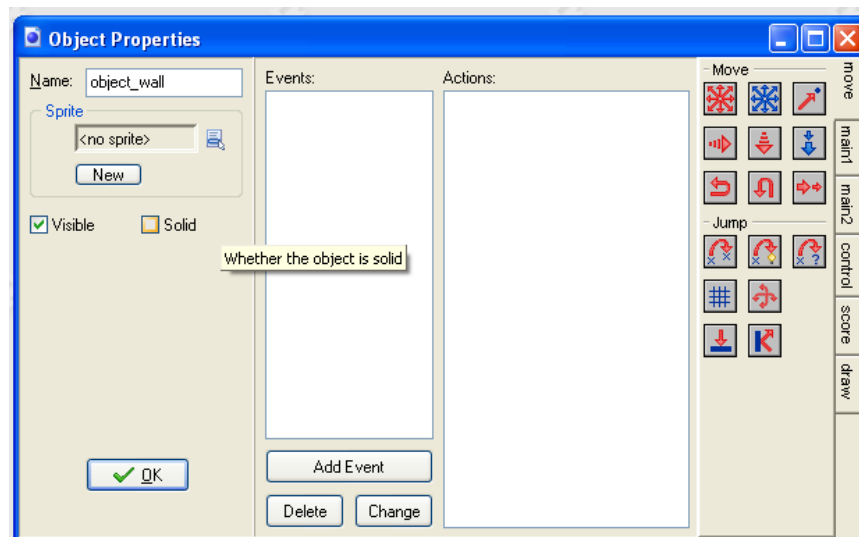 Object Properties
Name: object_wall
Sprite
<no sprite>
New
Visible
Solid
Whether the object is solid
OK
Events:
Add Event
Delete
Change
Actions:
Move
Jump
move
main1
main2
control
score
draw